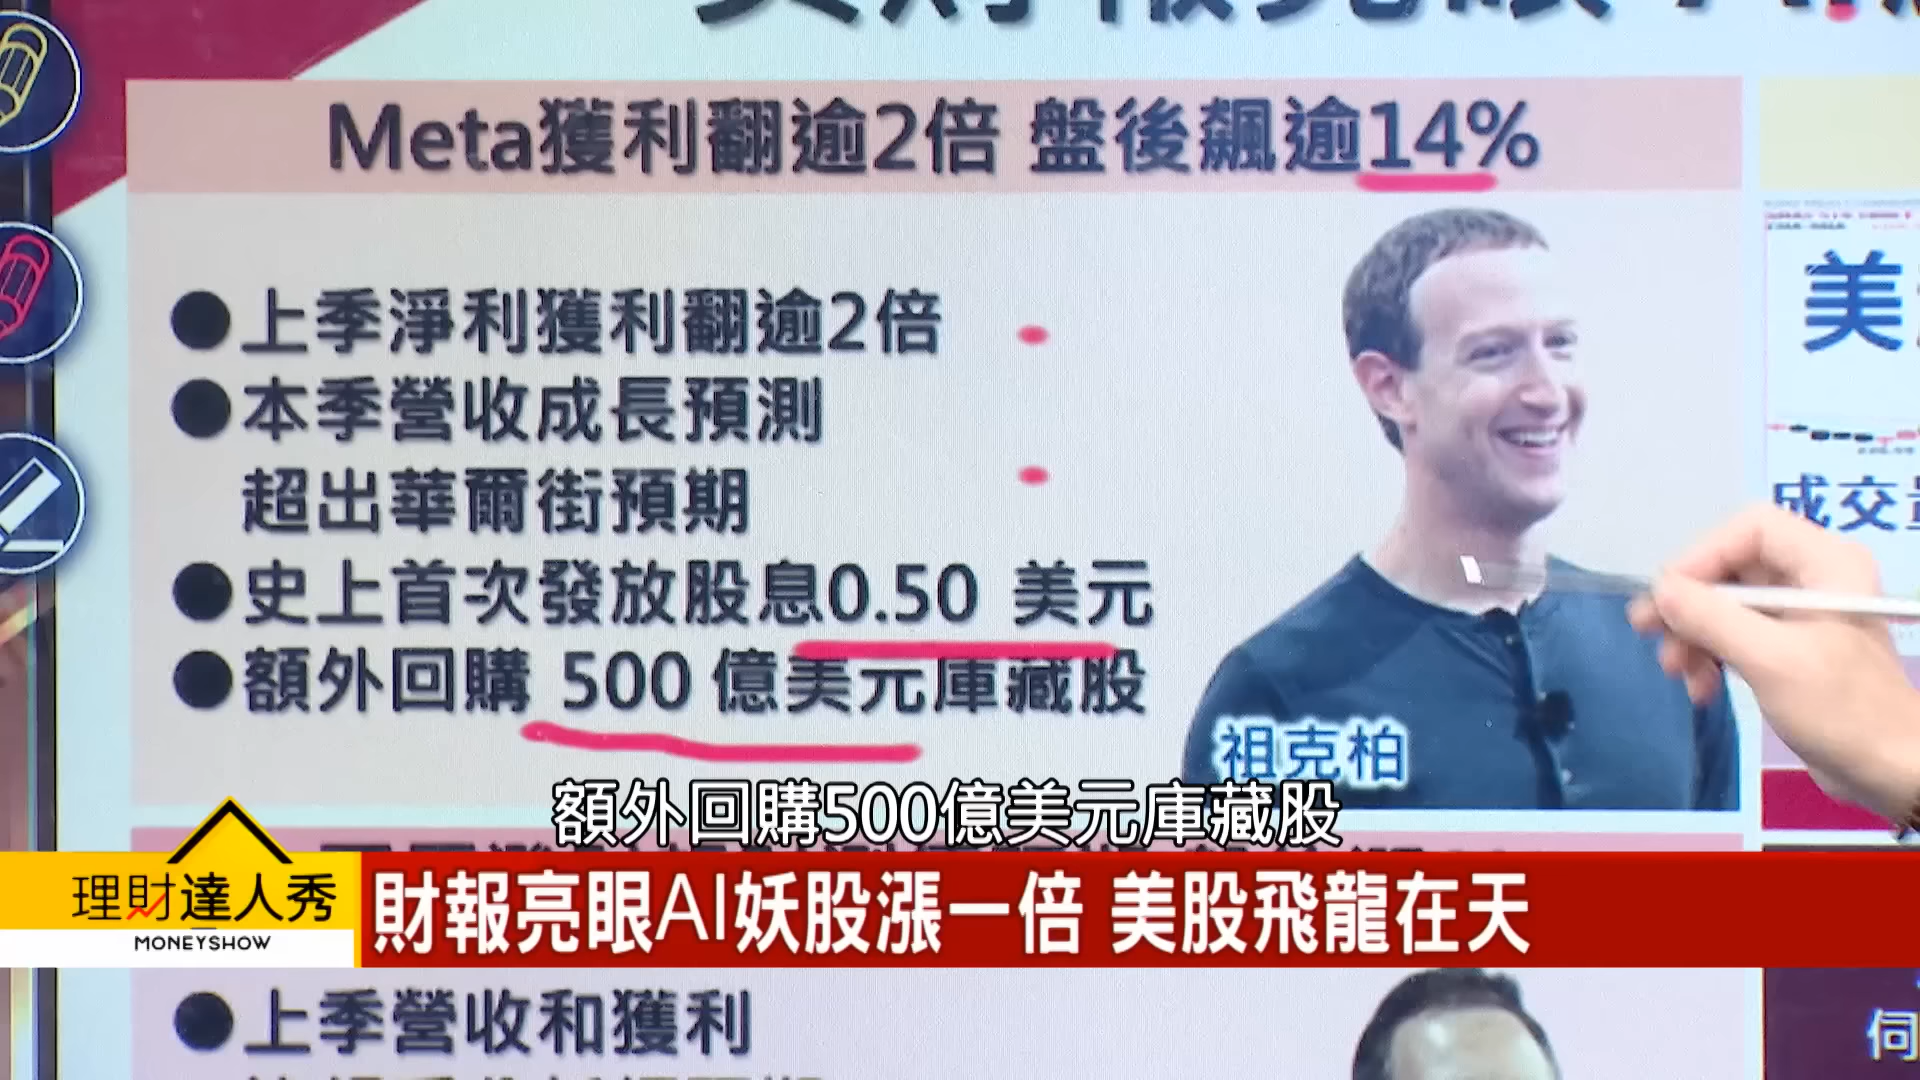 Meta獲利翻逾2倍 盤後飆逾14%
●上季淨利獲利翻逾2倍
●本季營收成長預測
超出華爾街預期
●史上首次發放股息0.50 美元
●額外回購 500 億美元庫藏股
祖克柏
美
成交量
額外回購500億美元庫藏股
理財達人秀
MONEYSHOW
財報亮眼AI妖股漲一倍 美股飛龍在天
●上季營收和獲利
伺